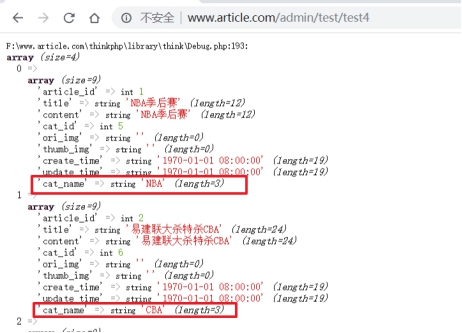 不安全 | www.article.com/admin/test/test4
F:\www.article.com\thinkphp\library\think\Debug.php:193:
array (size=4)
0 =>
array (size=9)
'article_id' => int 1
'title' => string 'NBA季后赛' (length=12)
'content' => string 'NBA季后赛' (length=12)
'cat_id' => int 5
'ori_img' => string '' (length=0)
'thumb_img' => string '' (length=0)
'create_time' => string '1970-01-01 08:00:00' (length=19)
'update_time' => string '1970-01-01 08:00:00' (length=19)
'cat_name' => string 'NBA' (length=3)
1 =>
array (size=9)
'article_id' => int 2
'title' => string '易建联大杀特杀CBA' (length=24)
'content' => string '易建联大杀特杀CBA' (length=24)
'cat_id' => int 6
'ori_img' => string '' (length=0)
'thumb_img' => string '' (length=0)
'create_time' => string '1970-01-01 08:00:00' (length=19)
'update_time' => string '1970-01-01 08:00:00' (length=19)
'cat_name' => string 'CBA' (length=3)
2 =>